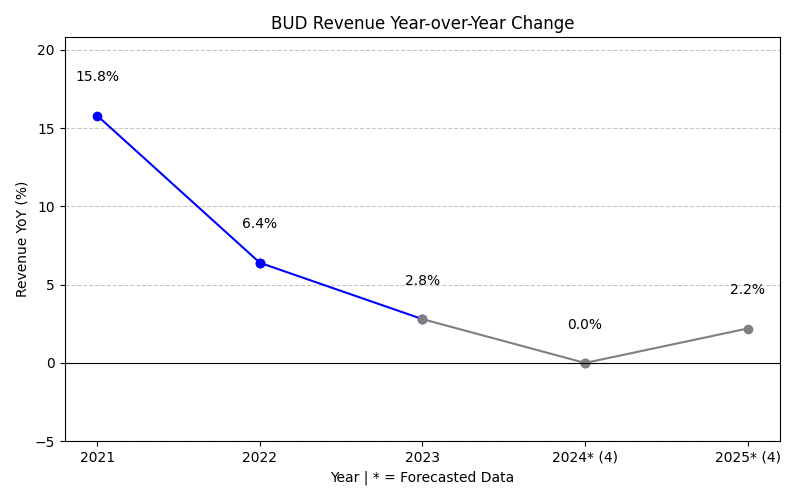 BUD Revenue Year-over-Year Change
20
15
10
5
0
−5
Revenue YoY (%)
15.8%
6.4%
2.8%
0.0%
2.2%
2021 2022 2023 2024* (4) 2025* (4)
Year | * = Forecasted Data